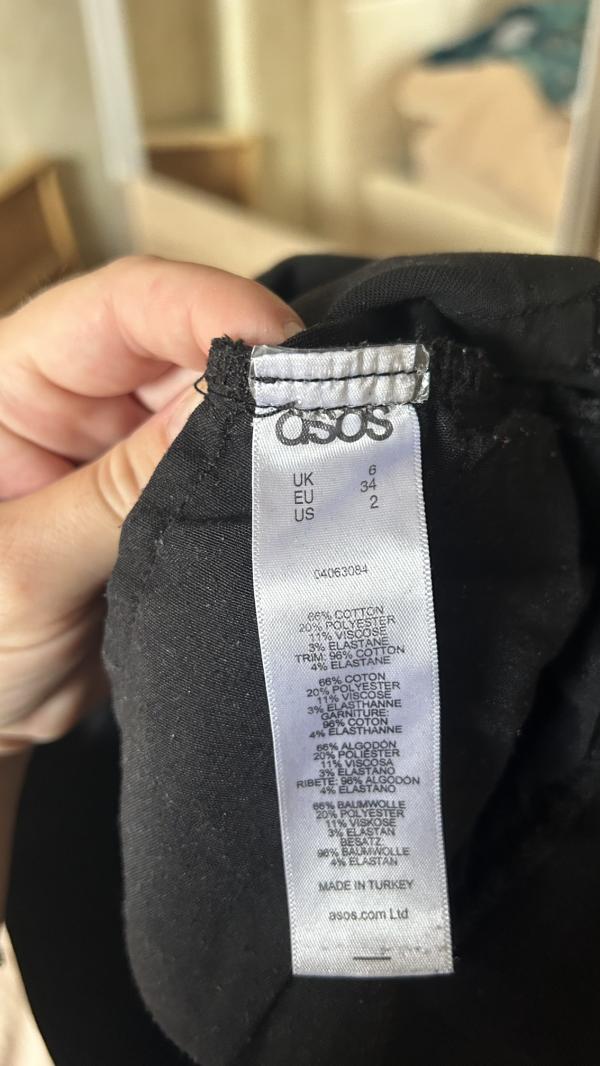 asos
UK 6
EU 34
US 2
04063084
66% COTTON
20% POLYESTER
11% VISCOSE
3% ELASTANE
TRIM: 96% COTTON
4% ELASTANE
66% COTON
20% POLYESTER
11% VISCOSE
3% ELASTHANNE
GARNITURE:
96% COTON
4% ELASTHANNE
66% ALGODÓN
20% POLIÉSTER
11% VISCOSA
3% ELASTANO
RIBETE: 96% ALGODÓN
4% ELASTANO
66% BAUMWOLLE
20% POLYESTER
11% VISKOSE
3% ELASTAN
BESATZ:
96% BAUMWOLLE
4% ELASTAN
MADE IN TURKEY
asos.com Ltd